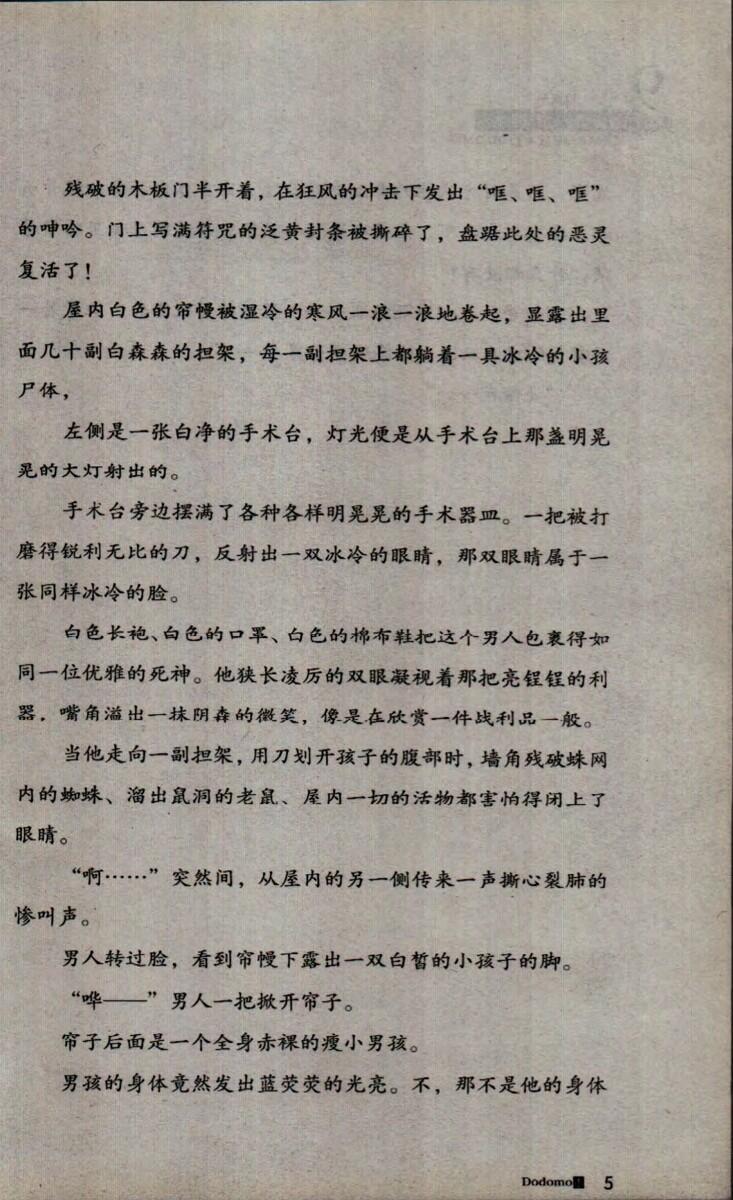 残破的木板门半开着，在狂风的冲击下发出“哐、哐、哐”
的呻吟。门上写满符咒的泛黄封条被撕碎了，盘踞此处的恶灵
复活了！
屋内白色的帘幔被湿冷的寒风一浪一浪地卷起，显露出里
面几十副白森森的担架，每一副担架上都躺着一具冰冷的小孩
尸体，
左侧是一张白净的手术台，灯光便是从手术台上那盏明晃
晃的大灯射出的。
手术台旁边摆满了各种各样明晃晃的手术器皿。一把被打
磨得锐利无比的刀，反射出一双冰冷的眼睛，那双眼睛属于一
张同样冰冷的脸。
白色长袍、白色的口罩、白色的棉布鞋把这个男人包裹得如
同一位优雅的死神。他狭长凌厉的双眼凝视着那把亮锃锃的利
器，嘴角溢出一抹阴森的微笑，像是在欣赏一件战利品一般。
当他走向一副担架，用刀划开孩子的腹部时，墙角残破蛛网
内的蜘蛛、溜出鼠洞的老鼠、屋内一切的活物都害怕得闭上了
眼睛。
“啊……”突然间，从屋内的另一侧传来一声撕心裂肺的
惨叫声。
男人转过脸，看到帘幔下露出一双白皙的小孩子的脚。
“哗——”男人一把掀开帘子。
帘子后面是一个全身赤裸的瘦小男孩。
男孩的身体竟然发出蓝荧荧的光亮。不，那不是他的身体
Dodomo1 5